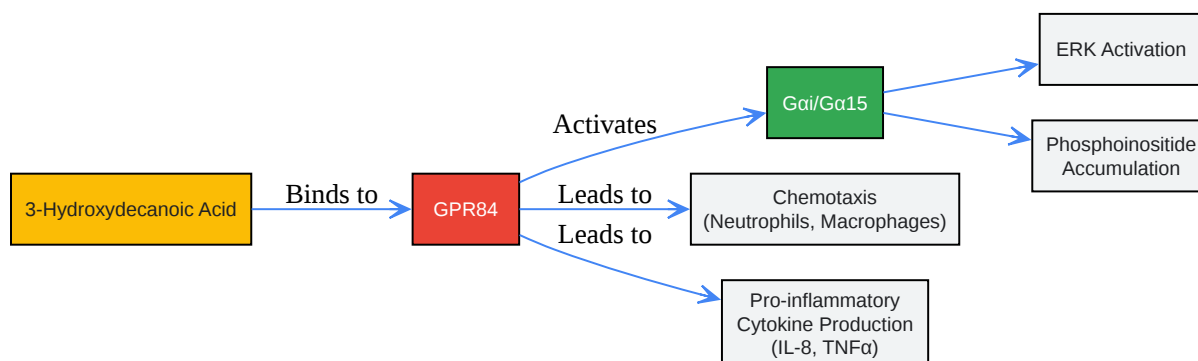 3-Hydroxydecanoic Acid
Binds to
GPR84
Activates
Gαi/Gα15
ERK Activation
Phosphoinositide
Accumulation
Leads to
Chemotaxis
(Neutrophils, Macrophages)
Leads to
Pro-inflammatory
Cytokine Production
(IL-8, TNFα)